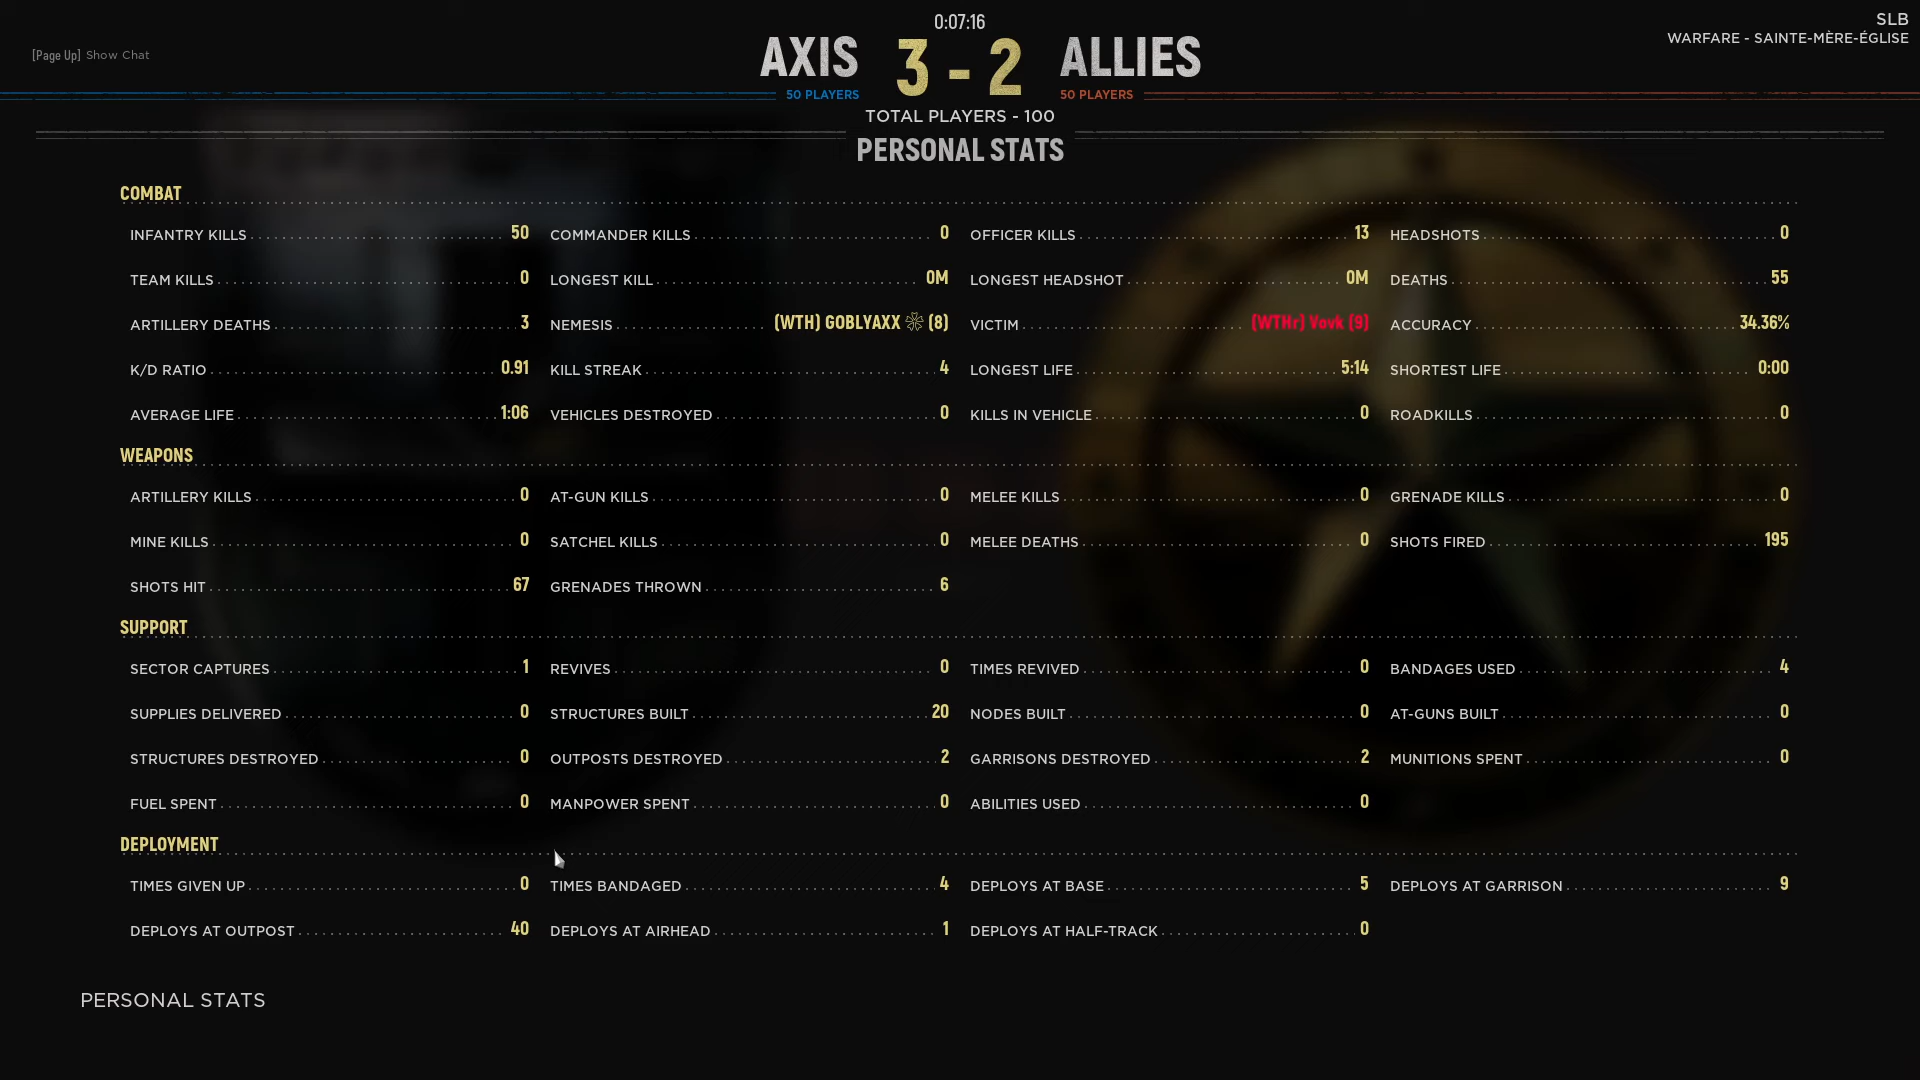 0:07:16
SLB
AXIS 3 - 2 ALLIES
WARFARE - SAINTE-MÈRE-ÉGLISE
[Page Up] Show Chat
50 PLAYERS 50 PLAYERS
TOTAL PLAYERS - 100
PERSONAL STATS
COMBAT
INFANTRY KILLS 50 COMMANDER KILLS 0 OFFICER KILLS 13 HEADSHOTS 0
TEAM KILLS 0 LONGEST KILL 0M LONGEST HEADSHOT 0M DEATHS 55
ARTILLERY DEATHS 3 NEMESIS (WTH) GOBLYAXX ❊ (8) VICTIM (WTHr) Vovk (9) ACCURACY 34.36%
K/D RATIO 0.91 KILL STREAK 4 LONGEST LIFE 5:14 SHORTEST LIFE 0:00
AVERAGE LIFE 1:06 VEHICLES DESTROYED 0 KILLS IN VEHICLE 0 ROADKILLS 0
WEAPONS
ARTILLERY KILLS 0 AT-GUN KILLS 0 MELEE KILLS 0 GRENADE KILLS 0
MINE KILLS 0 SATCHEL KILLS 0 MELEE DEATHS 0 SHOTS FIRED 195
SHOTS HIT 67 GRENADES THROWN 6
SUPPORT
SECTOR CAPTURES 1 REVIVES 0 TIMES REVIVED 0 BANDAGES USED 4
SUPPLIES DELIVERED 0 STRUCTURES BUILT 20 NODES BUILT 0 AT-GUNS BUILT 0
STRUCTURES DESTROYED 0 OUTPOSTS DESTROYED 2 GARRISONS DESTROYED 2 MUNITIONS SPENT 0
FUEL SPENT 0 MANPOWER SPENT 0 ABILITIES USED 0
DEPLOYMENT
TIMES GIVEN UP 0 TIMES BANDAGED 4 DEPLOYS AT BASE 5 DEPLOYS AT GARRISON 9
DEPLOYS AT OUTPOST 40 DEPLOYS AT AIRHEAD 1 DEPLOYS AT HALF-TRACK 0
PERSONAL STATS